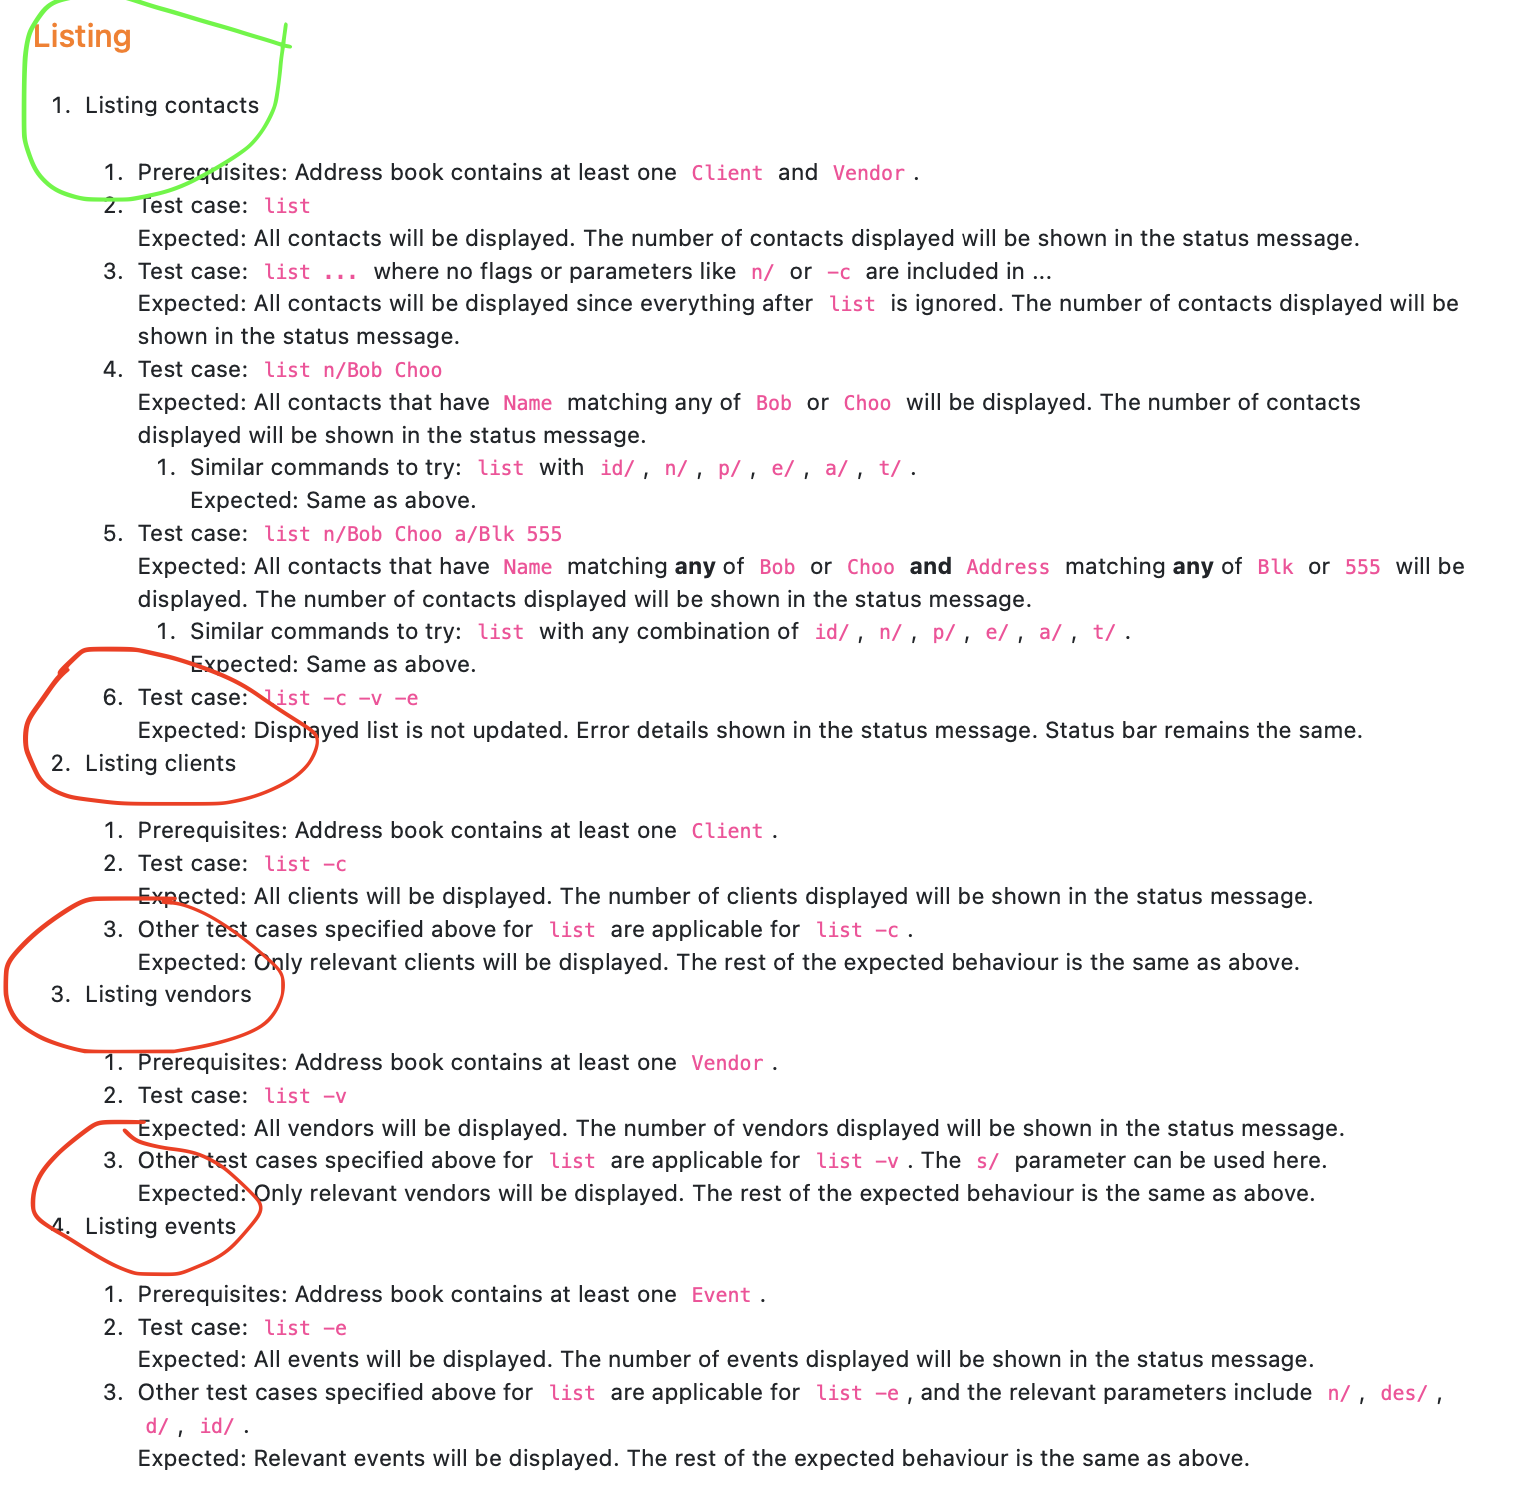 Listing
1. Listing contacts
1. Prerequisites: Address book contains at least one Client and Vendor .
2. Test case: list
Expected: All contacts will be displayed. The number of contacts displayed will be shown in the status message.
3. Test case: list ... where no flags or parameters like n/ or -c are included in ...
Expected: All contacts will be displayed since everything after list is ignored. The number of contacts displayed will be
shown in the status message.
4. Test case: list n/Bob Choo
Expected: All contacts that have Name matching any of Bob or Choo will be displayed. The number of contacts
displayed will be shown in the status message.
1. Similar commands to try: list with id/ , n/ , p/ , e/ , a/ , t/ .
Expected: Same as above.
5. Test case: list n/Bob Choo a/Blk 555
Expected: All contacts that have Name matching any of Bob or Choo and Address matching any of Blk or 555 will be
displayed. The number of contacts displayed will be shown in the status message.
1. Similar commands to try: list with any combination of id/ , n/ , p/ , e/ , a/ , t/ .
Expected: Same as above.
6. Test case: list -c -v -e
Expected: Displayed list is not updated. Error details shown in the status message. Status bar remains the same.
2. Listing clients
1. Prerequisites: Address book contains at least one Client .
2. Test case: list -c
Expected: All clients will be displayed. The number of clients displayed will be shown in the status message.
3. Other test cases specified above for list are applicable for list -c .
Expected: Only relevant clients will be displayed. The rest of the expected behaviour is the same as above.
3. Listing vendors
1. Prerequisites: Address book contains at least one Vendor .
2. Test case: list -v
Expected: All vendors will be displayed. The number of vendors displayed will be shown in the status message.
3. Other test cases specified above for list are applicable for list -v . The s/ parameter can be used here.
Expected: Only relevant vendors will be displayed. The rest of the expected behaviour is the same as above.
4. Listing events
1. Prerequisites: Address book contains at least one Event .
2. Test case: list -e
Expected: All events will be displayed. The number of events displayed will be shown in the status message.
3. Other test cases specified above for list are applicable for list -e , and the relevant parameters include n/ , des/ ,
d/ , id/ .
Expected: Relevant events will be displayed. The rest of the expected behaviour is the same as above.